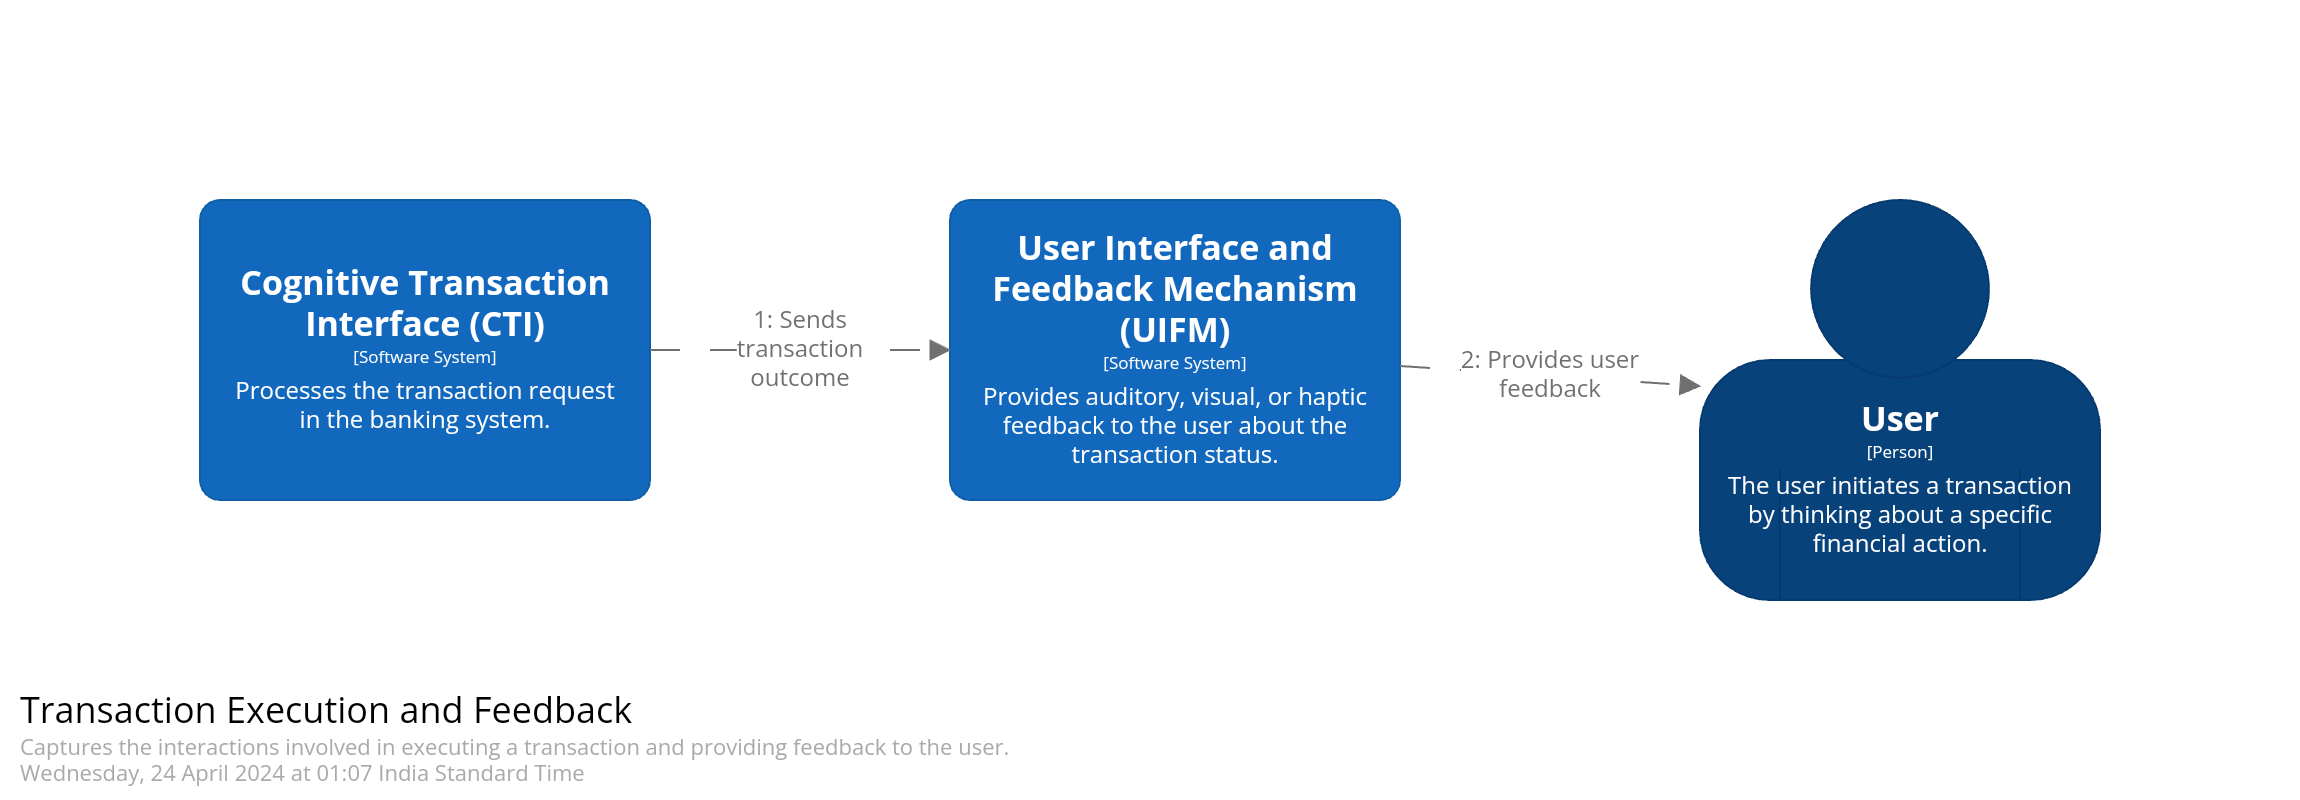 Cognitive Transaction
Interface (CTI)
[Software System]
Processes the transaction request
in the banking system.
1: Sends
transaction
outcome
User Interface and
Feedback Mechanism
(UIFM)
[Software System]
Provides auditory, visual, or haptic
feedback to the user about the
transaction status.
2: Provides user
feedback
User
[Person]
The user initiates a transaction
by thinking about a specific
financial action.
Transaction Execution and Feedback
Captures the interactions involved in executing a transaction and providing feedback to the user.
Wednesday, 24 April 2024 at 01:07 India Standard Time